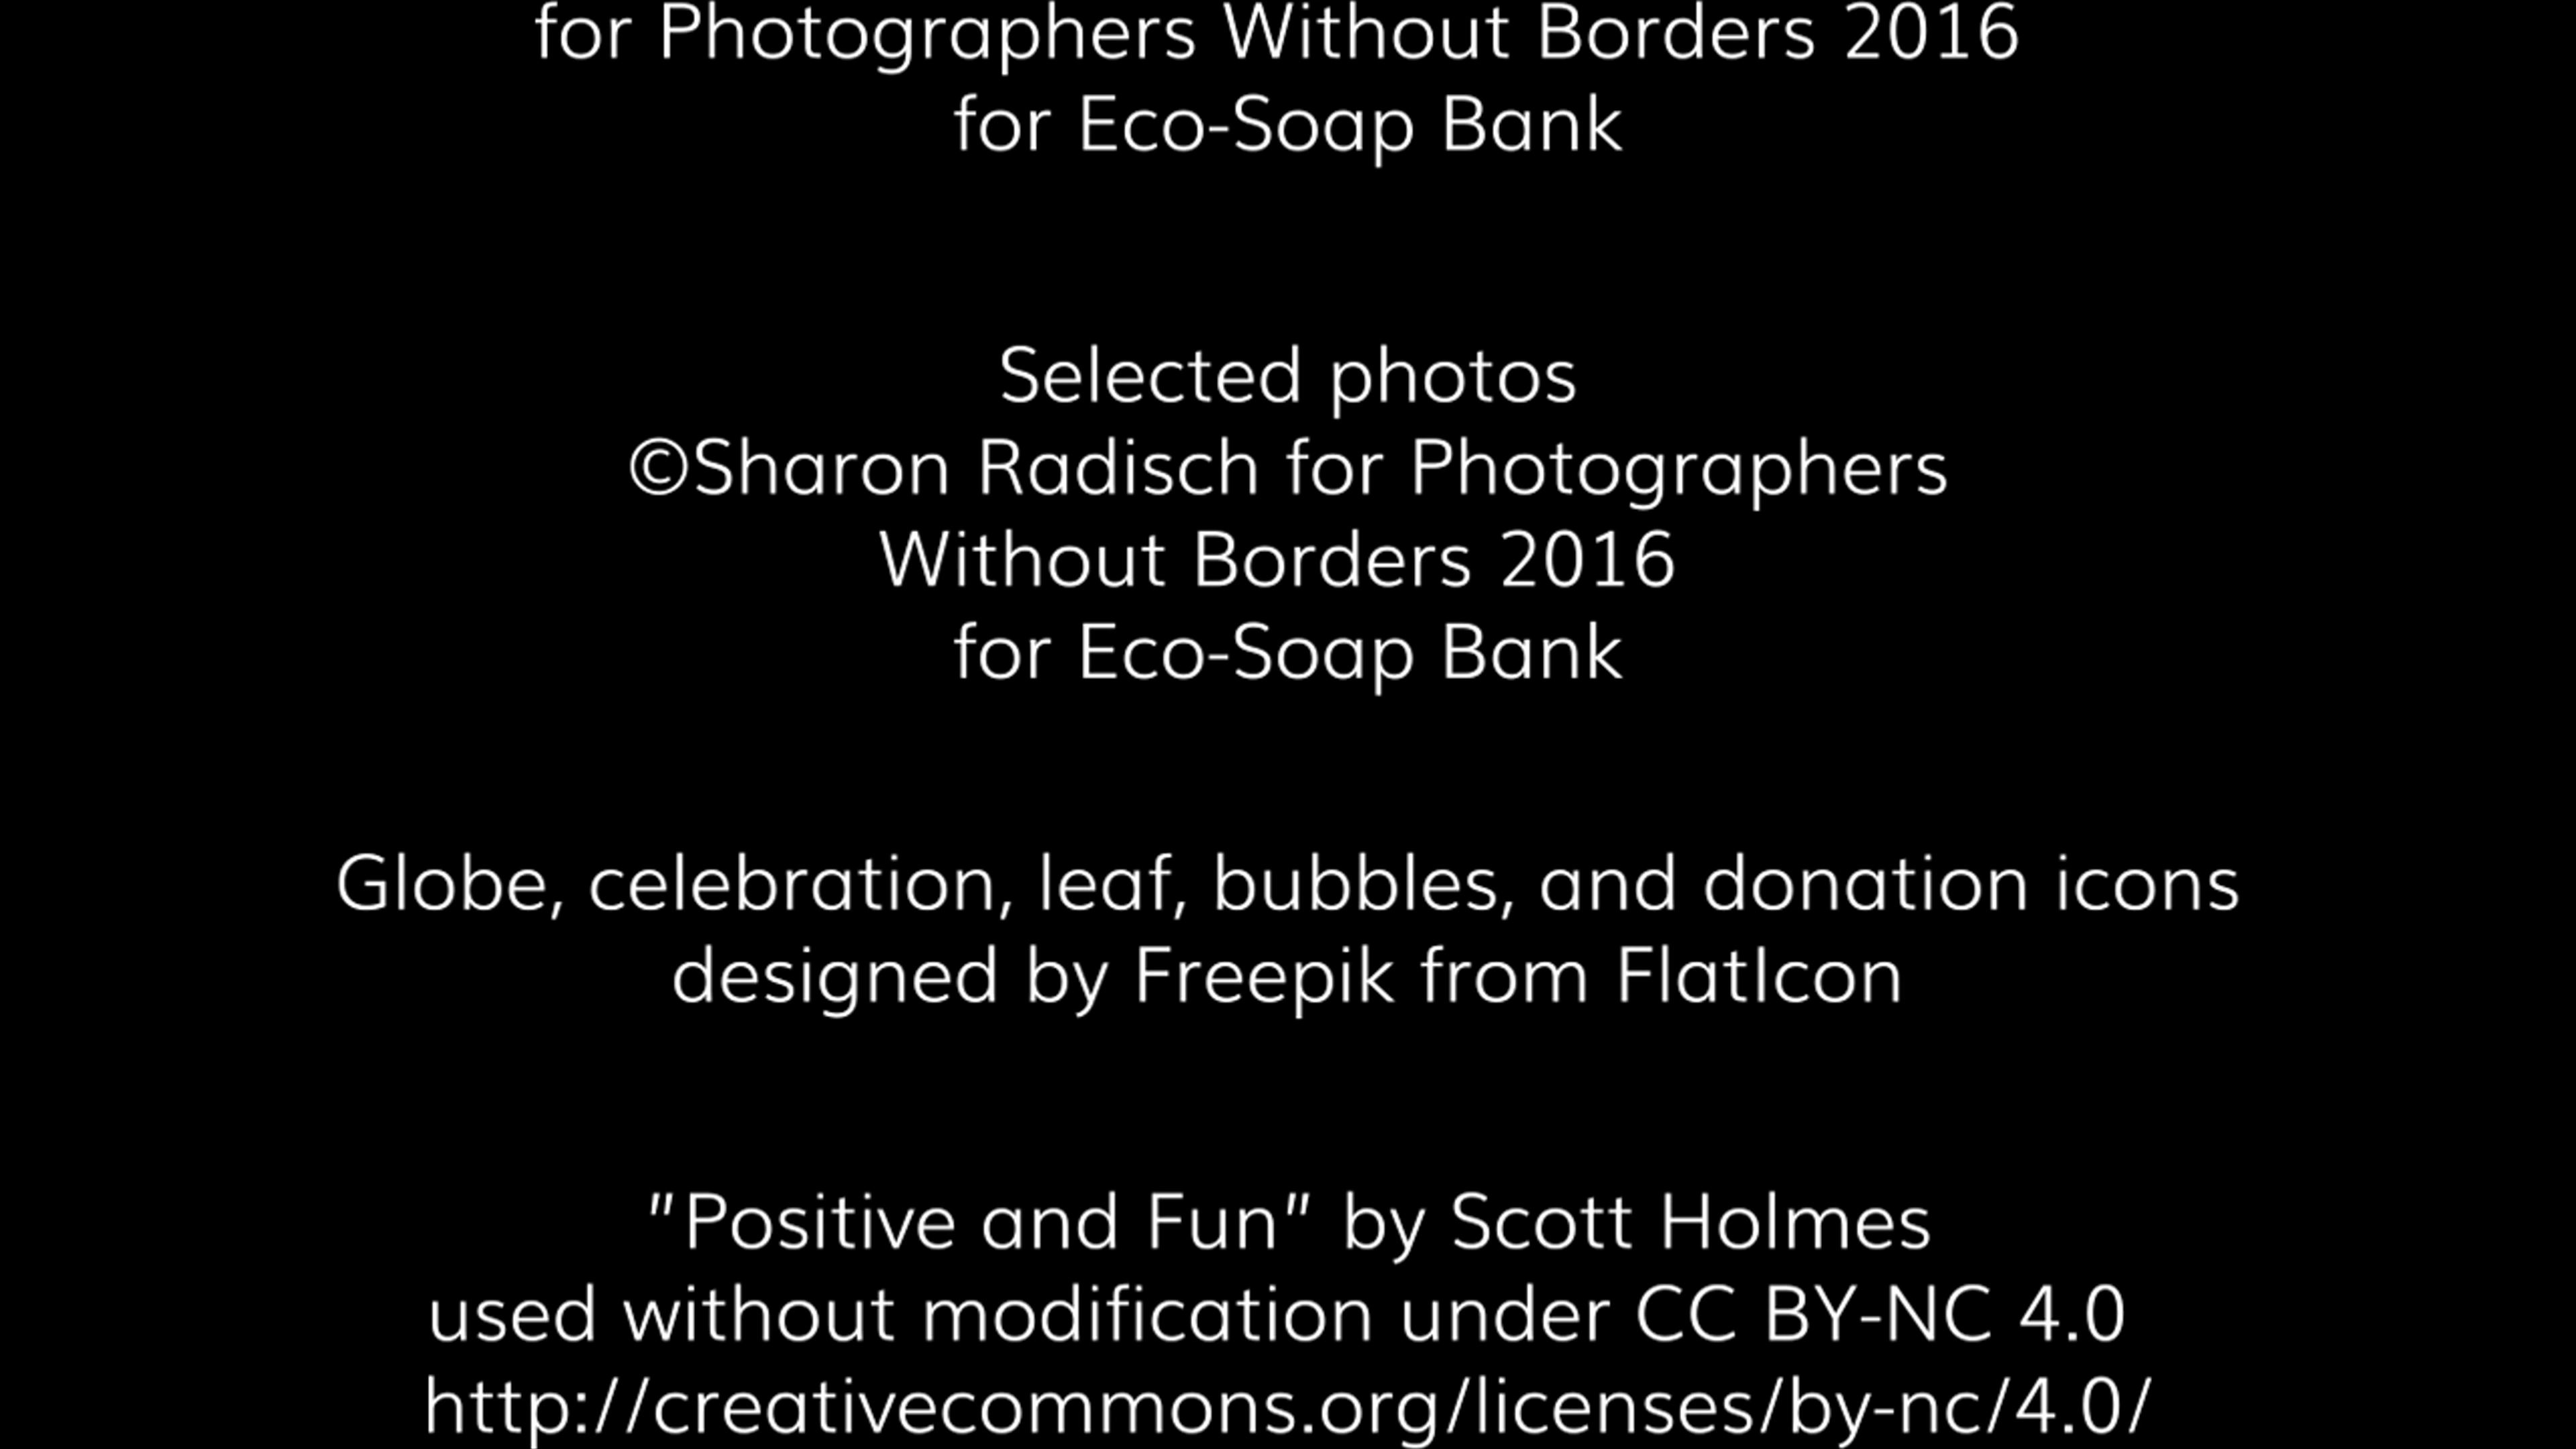 for Photographers Without Borders 2016
for Eco-Soap Bank
Selected photos
©Sharon Radisch for Photographers
Without Borders 2016
for Eco-Soap Bank
Globe, celebration, leaf, bubbles, and donation icons
designed by Freepik from FlatIcon
"Positive and Fun" by Scott Holmes
used without modification under CC BY-NC 4.0
http://creativecommons.org/licenses/by-nc/4.0/